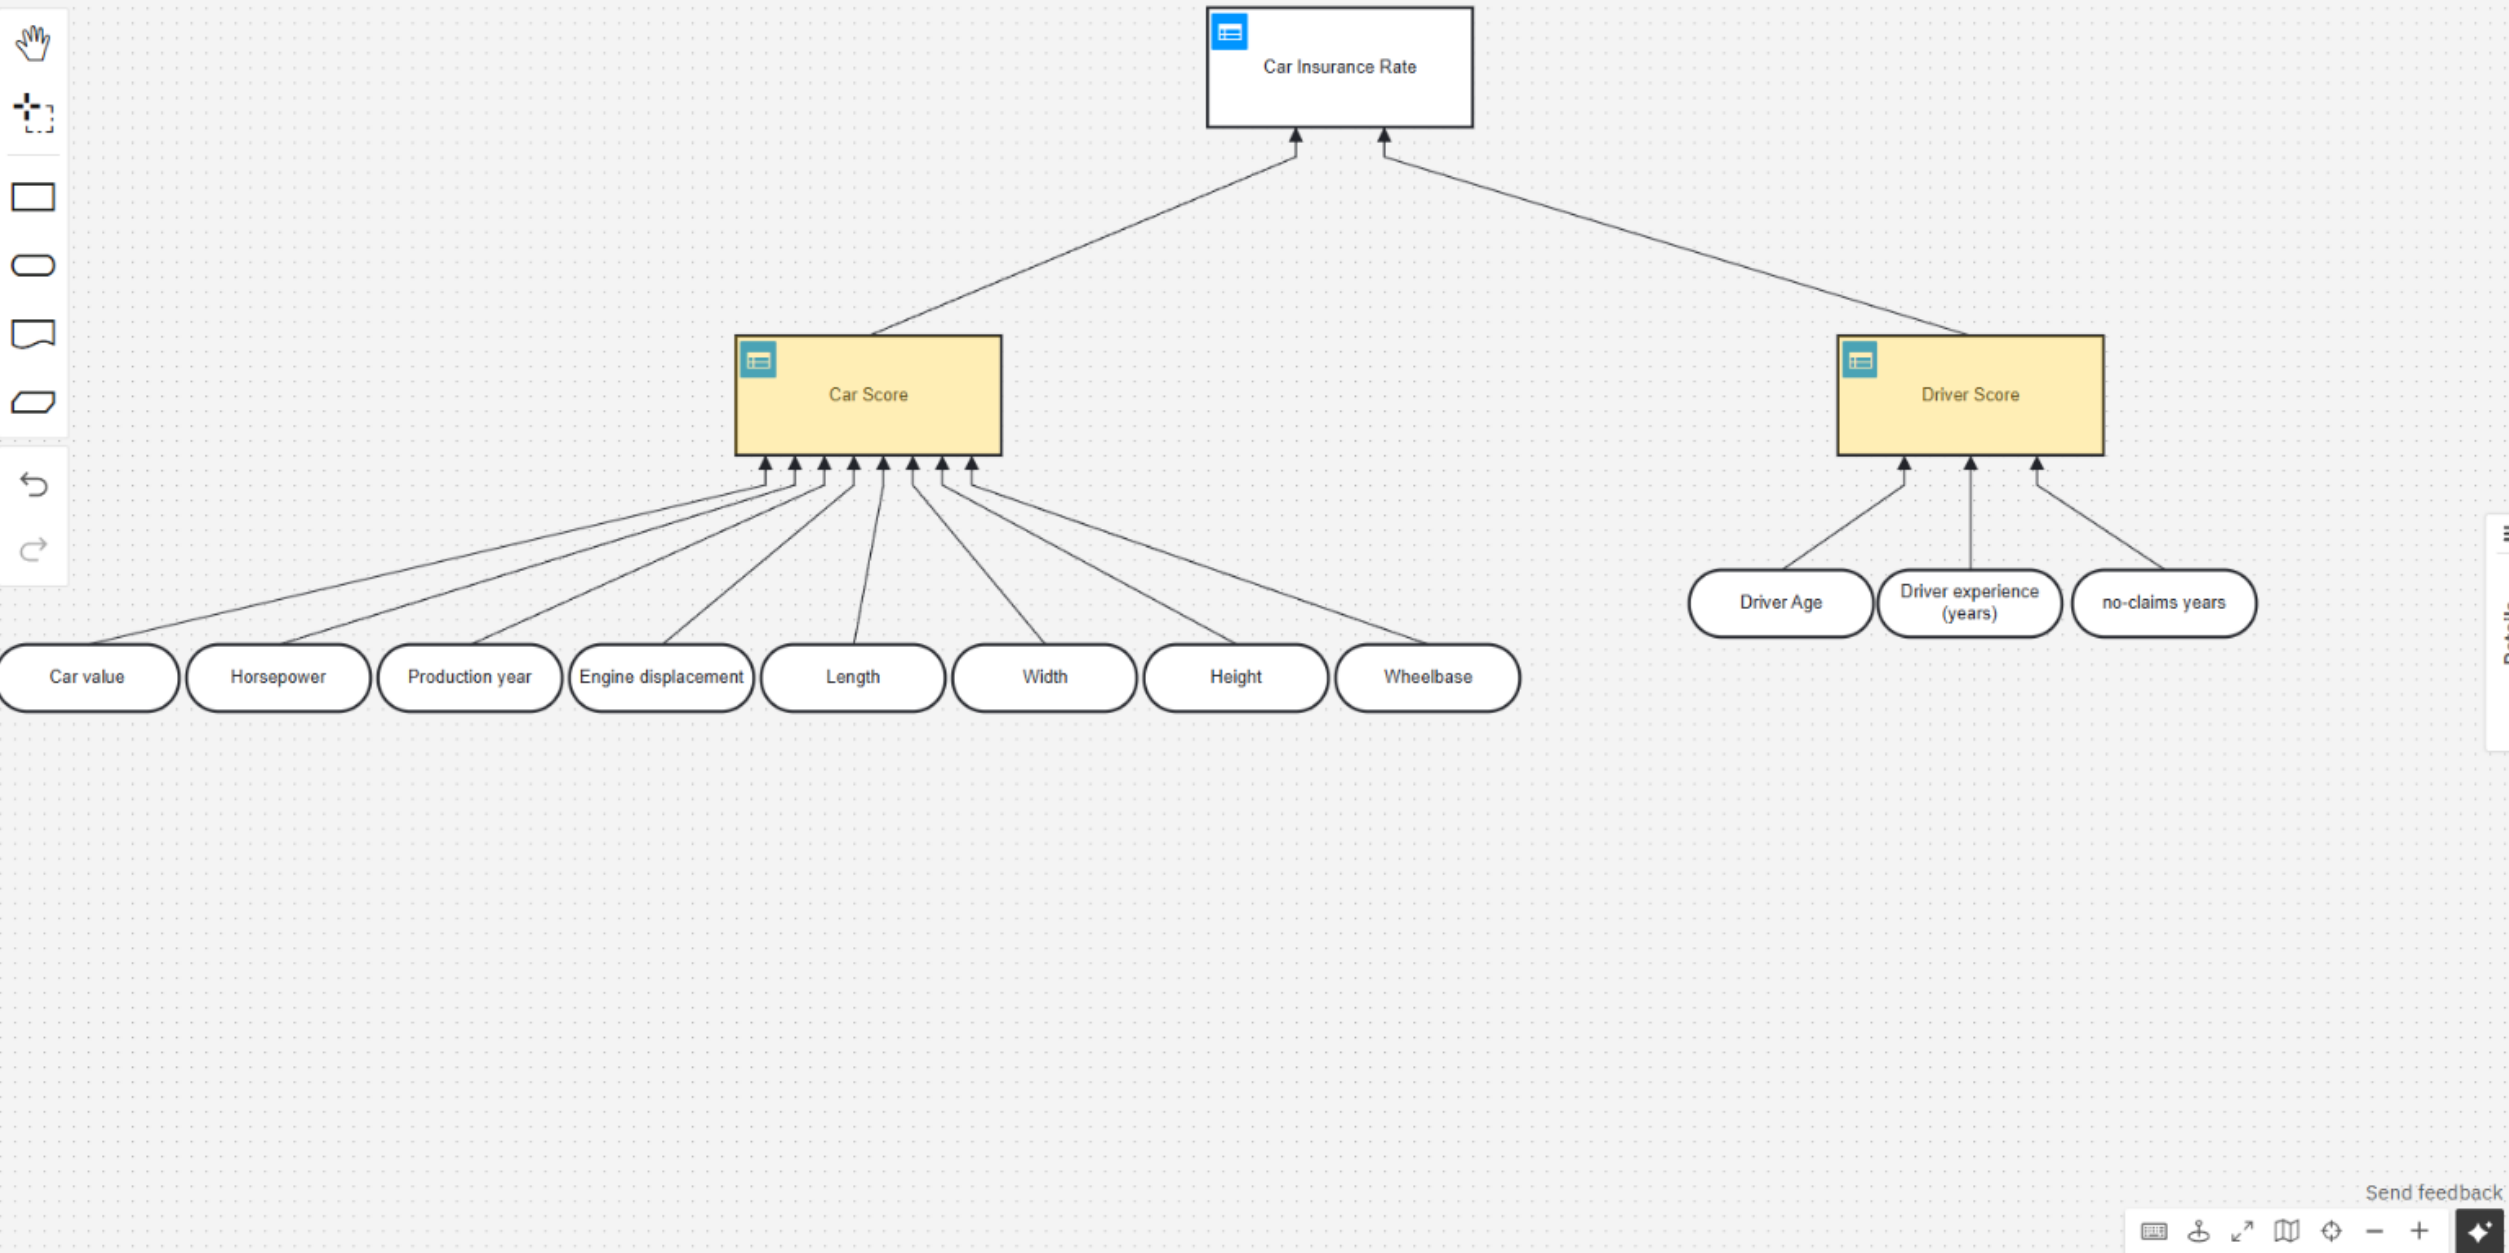 Car Insurance Rate
Car Score
Driver Score
Driver Age
Driver experience
(years)
no-claims years
Car value
Horsepower
Production year
Engine displacement
Length
Width
Height
Wheelbase
Send feedback